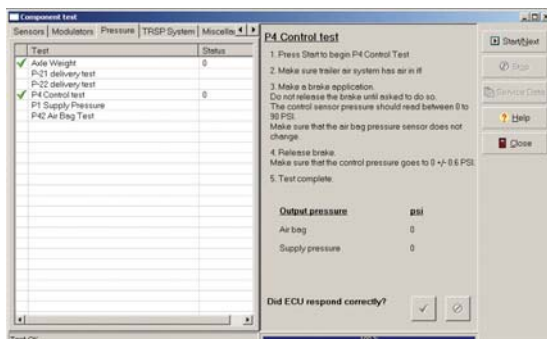 Component test
Sensors Modulators Pressure TRSP System Miscella
Test Status
Axle Weight 0
P-21 delivery test
P-22 delivery test
P4 Control test 0
P1 Supply Pressure
P42 Air Bag Test
P4 Control test
1. Press Start to begin P4 Control Test
2. Make sure trailer air system has air in it!
3. Make a brake application.
Do not release the brake until asked to do so.
The control sensor pressure should read between 0 to
90 PSI.
Make sure that the air bag pressure sensor does not
change.
4. Release brake.
Make sure that the control pressure goes to 0 +/- 0.6 PSI.
5. Test complete.
Output pressure psi
Air bag 0
Supply pressure 0
Did ECU respond correctly?
Start/Next
Stop
Service Data
Help
Close